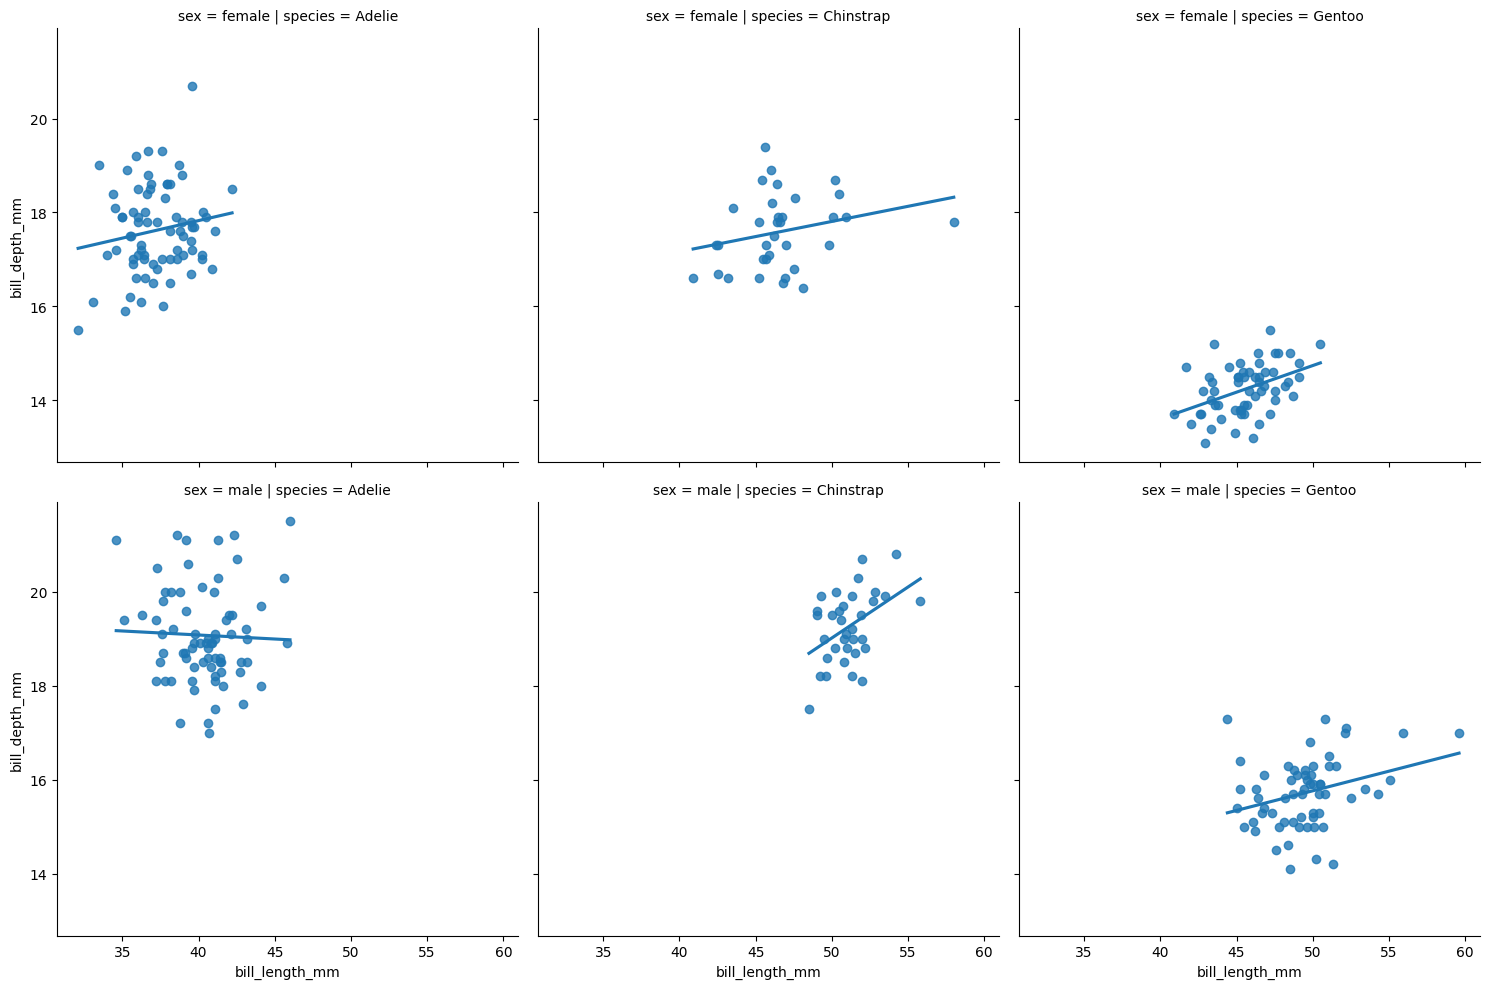 sex = female | species = Adelie
sex = female | species = Chinstrap
sex = female | species = Gentoo
bill_depth_mm
20
18
16
14
sex = male | species = Adelie
sex = male | species = Chinstrap
sex = male | species = Gentoo
bill_depth_mm
20
18
16
14
35 40 45 50 55 60
35 40 45 50 55 60
35 40 45 50 55 60
bill_length_mm
bill_length_mm
bill_length_mm